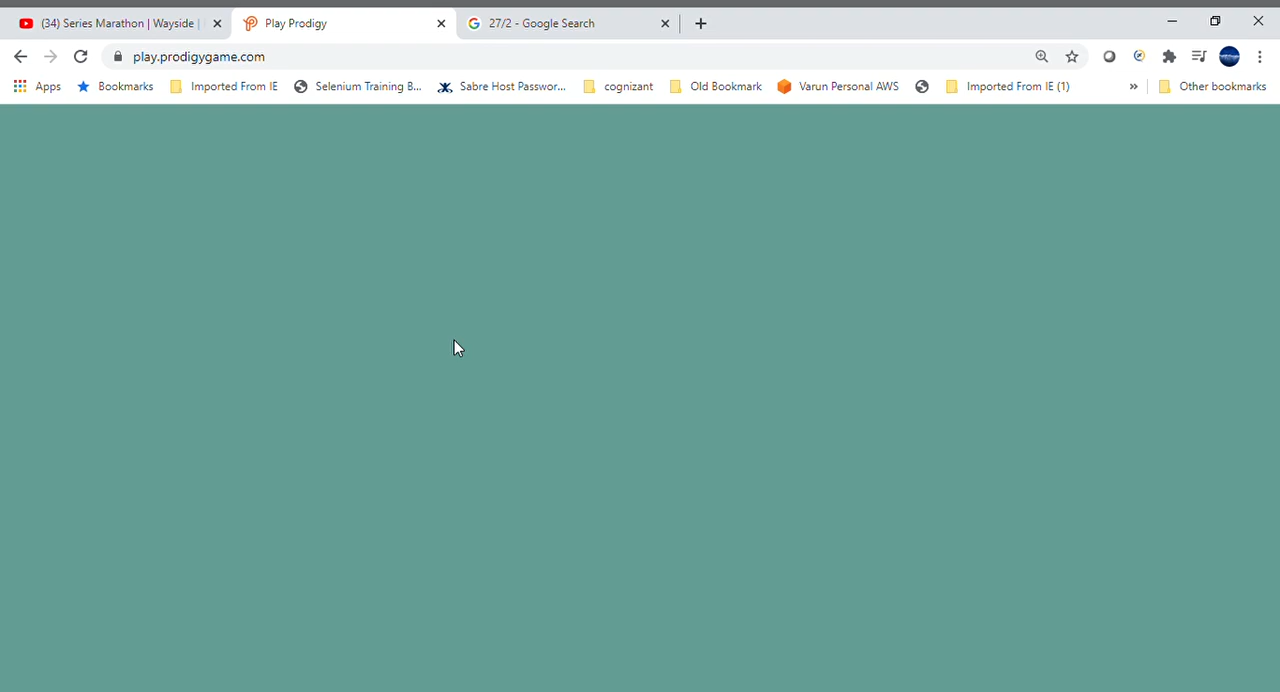 (34) Series Marathon | Wayside |
Play Prodigy
27/2 - Google Search
play.prodigygame.com
Apps
Bookmarks
Imported From IE
Selenium Training B...
Sabre Host Passwor...
cognizant
Old Bookmark
Varun Personal AWS
Imported From IE (1)
»
Other bookmarks